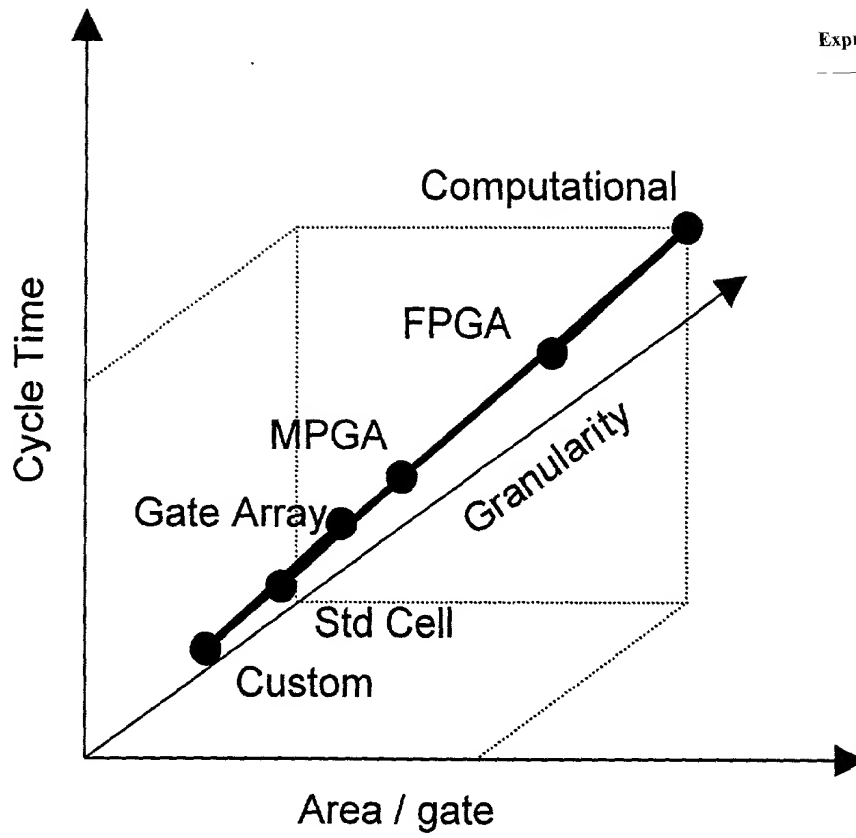 Computational
FPGA
MPGA
Gate Array
Std Cell
Custom
Cycle Time
Granularity
Area / gate